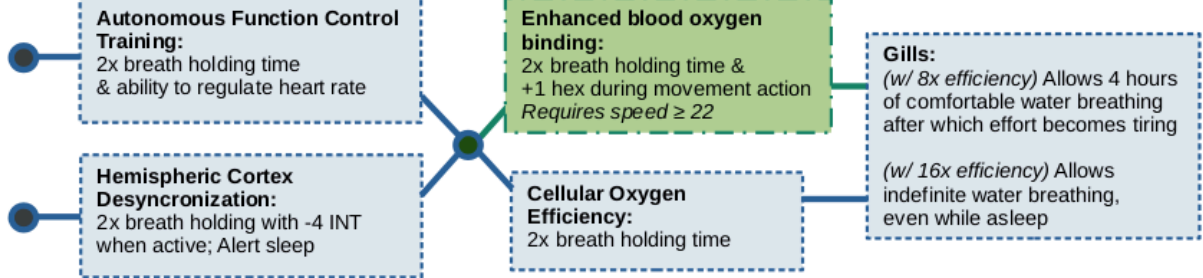 Autonomous Function Control
Training:
2x breath holding time
& ability to regulate heart rate
Hemispheric Cortex
Desyncronization:
2x breath holding with -4 INT
when active; Alert sleep
Enhanced blood oxygen
binding:
2x breath holding time &
+1 hex during movement action
Requires speed ≥ 22
Cellular Oxygen
Efficiency:
2x breath holding time
Gills:
(w/ 8x efficiency) Allows 4 hours
of comfortable water breathing
after which effort becomes tiring
(w/ 16x efficiency) Allows
indefinite water breathing,
even while asleep